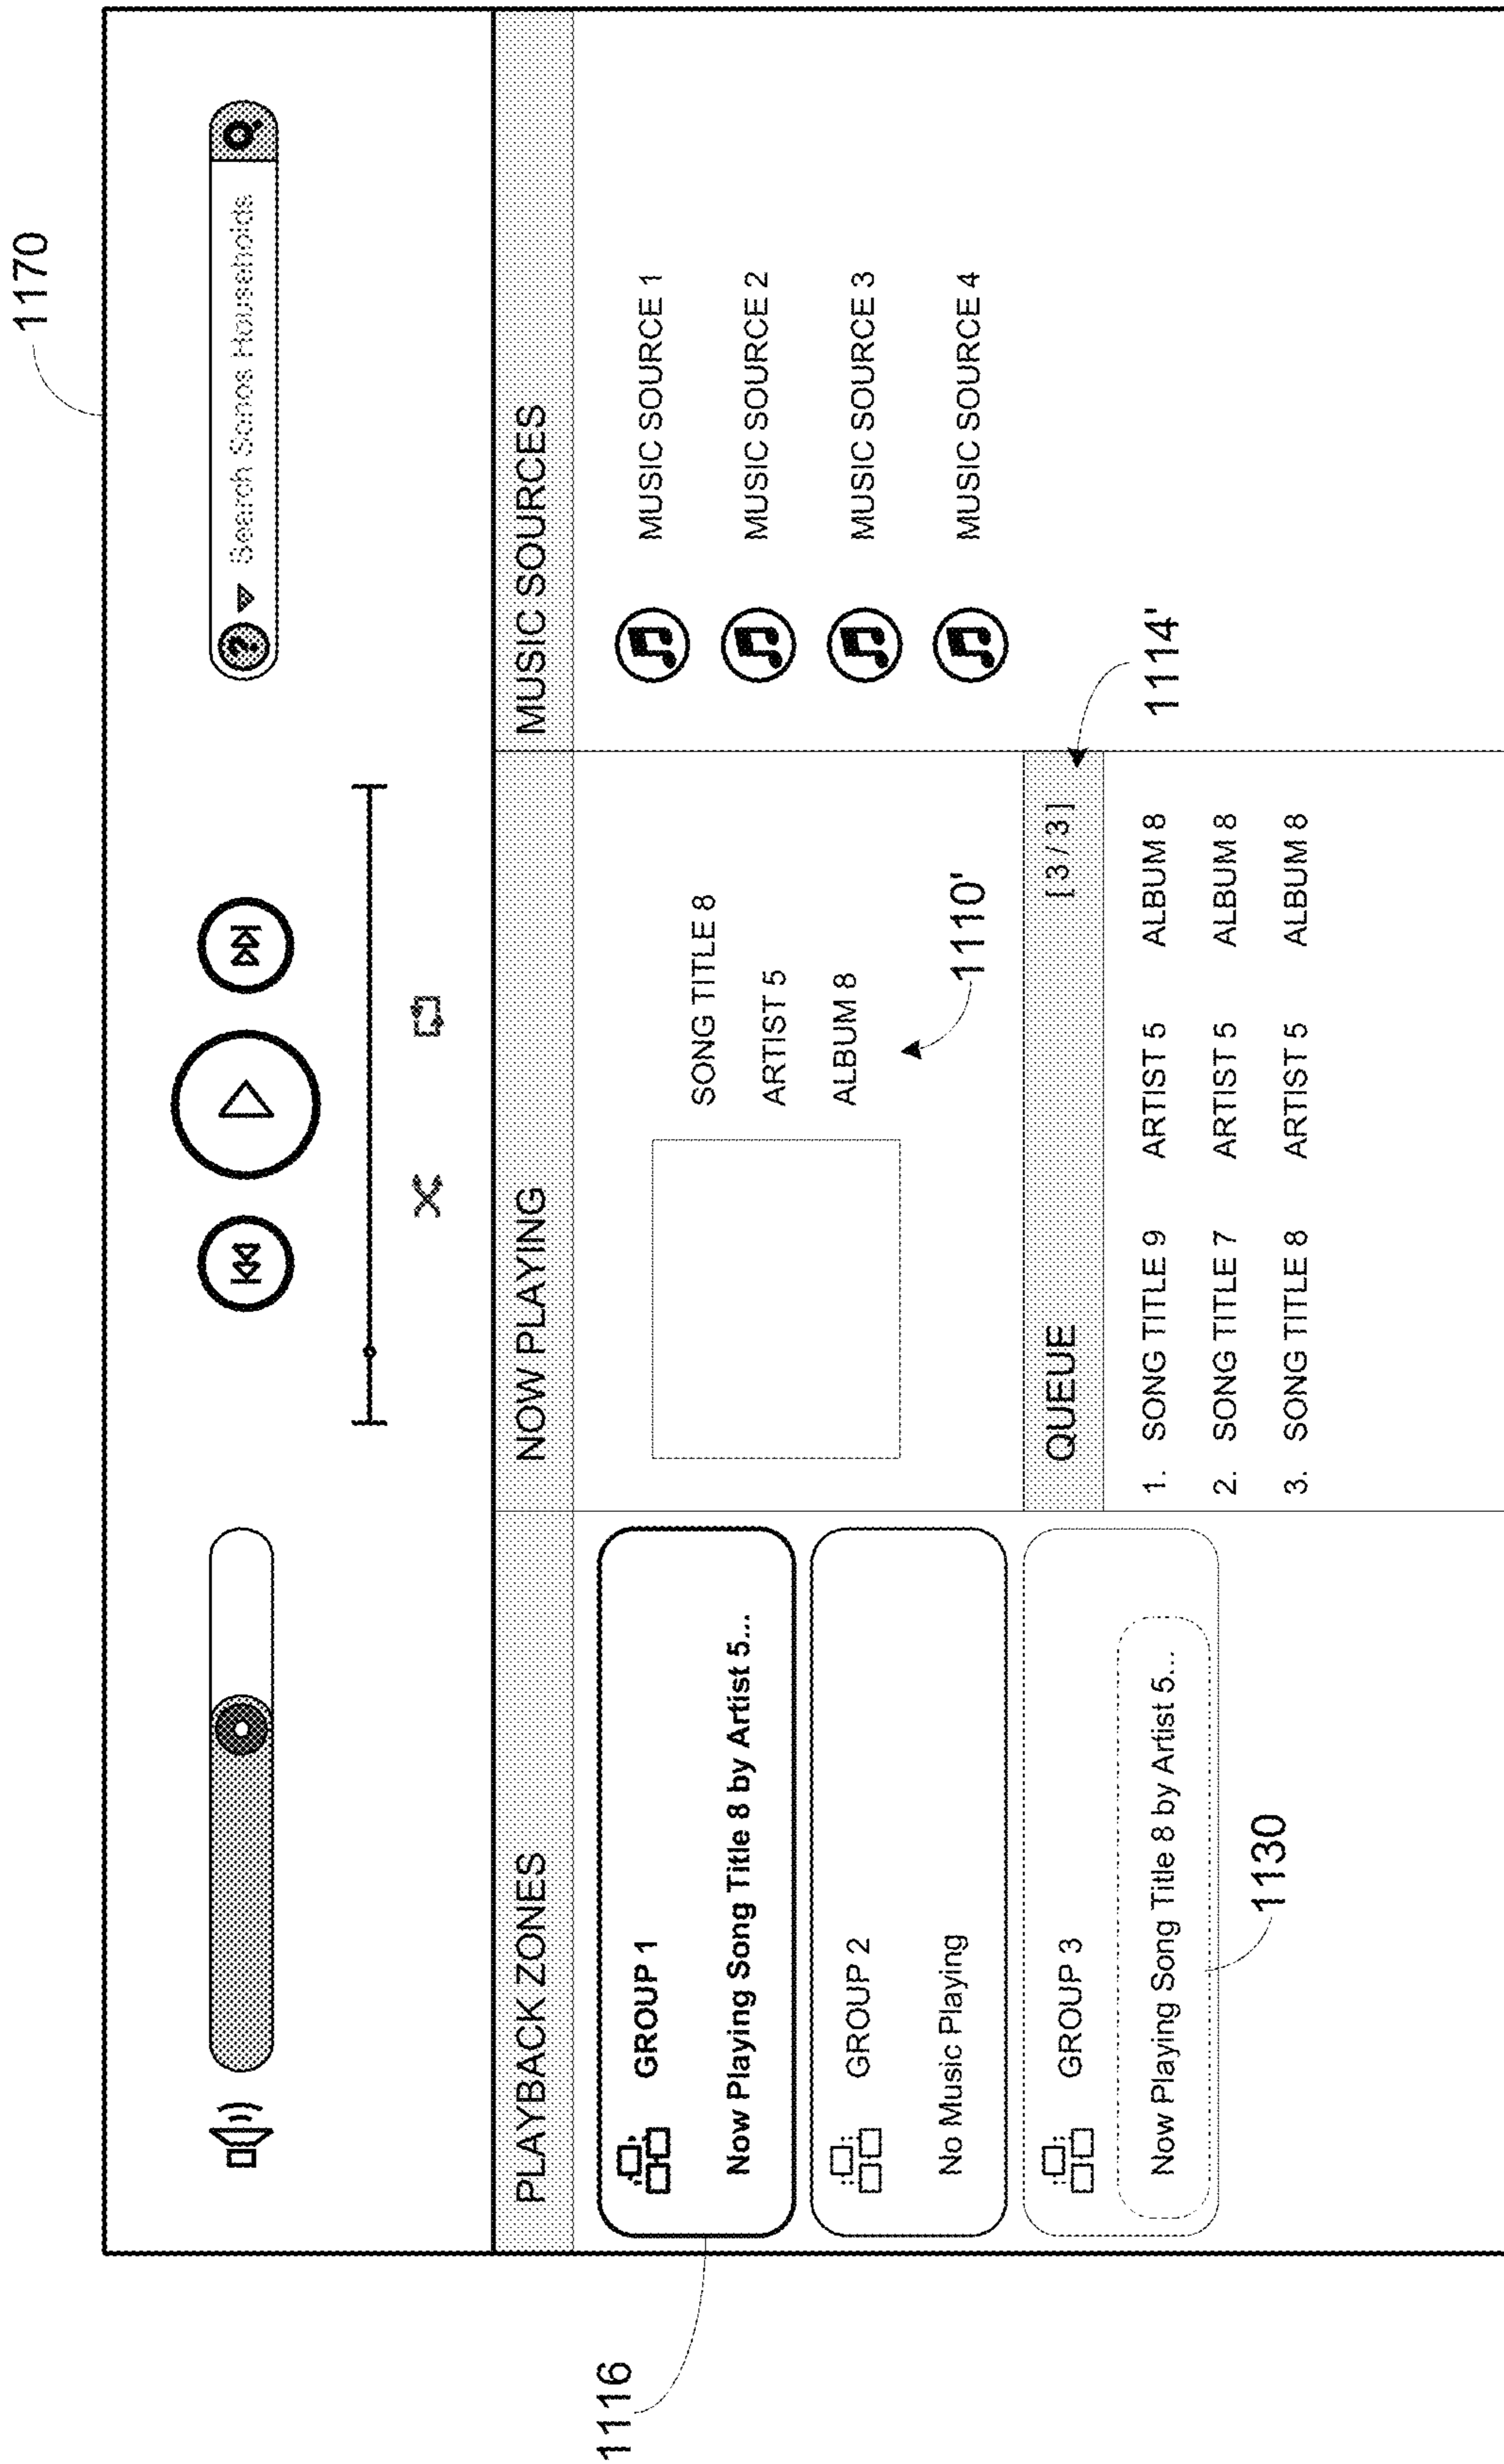 1170
? Search Sonos Households
PLAYBACK ZONES
NOW PLAYING
MUSIC SOURCES
1116
GROUP 1
Now Playing Song Title 8 by Artist 5...
GROUP 2
No Music Playing
GROUP 3
Now Playing Song Title 8 by Artist 5...
1130
SONG TITLE 8
ARTIST 5
ALBUM 8
1110'
QUEUE [ 3 / 3 ]
1114'
1. SONG TITLE 9 ARTIST 5 ALBUM 8
2. SONG TITLE 7 ARTIST 5 ALBUM 8
3. SONG TITLE 8 ARTIST 5 ALBUM 8
MUSIC SOURCE 1
MUSIC SOURCE 2
MUSIC SOURCE 3
MUSIC SOURCE 4